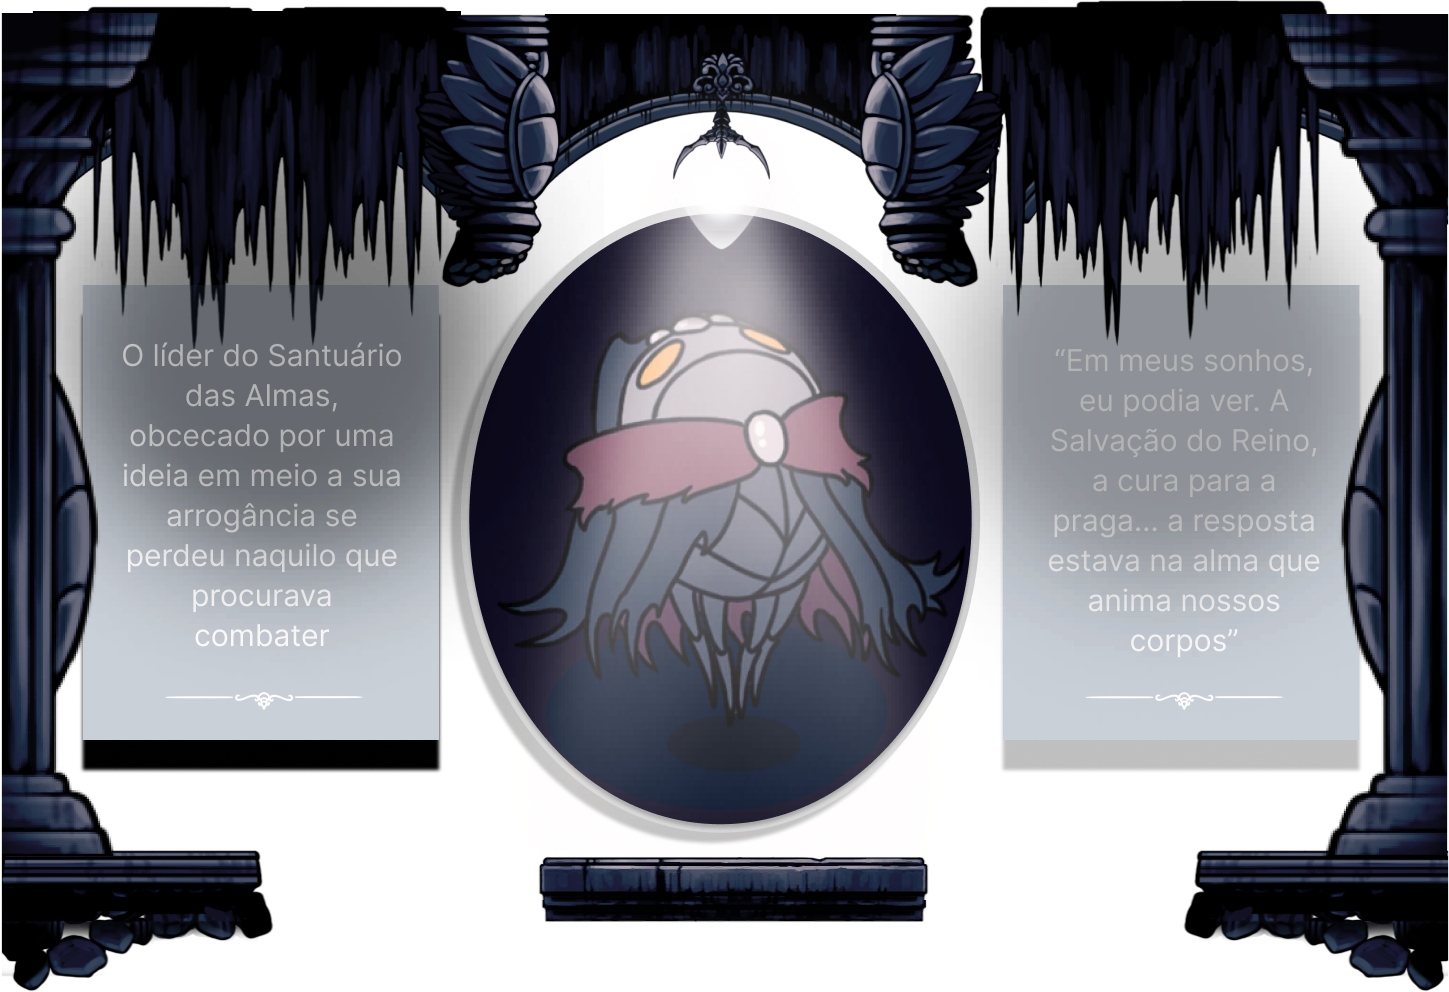 O líder do Santuário
das Almas,
obcecado por uma
ideia em meio a sua
arrogância se
perdeu naquilo que
procurava
combater
“Em meus sonhos,
eu podia ver. A
Salvação do Reino,
a cura para a
praga... a resposta
estava na alma que
anima nossos
corpos”